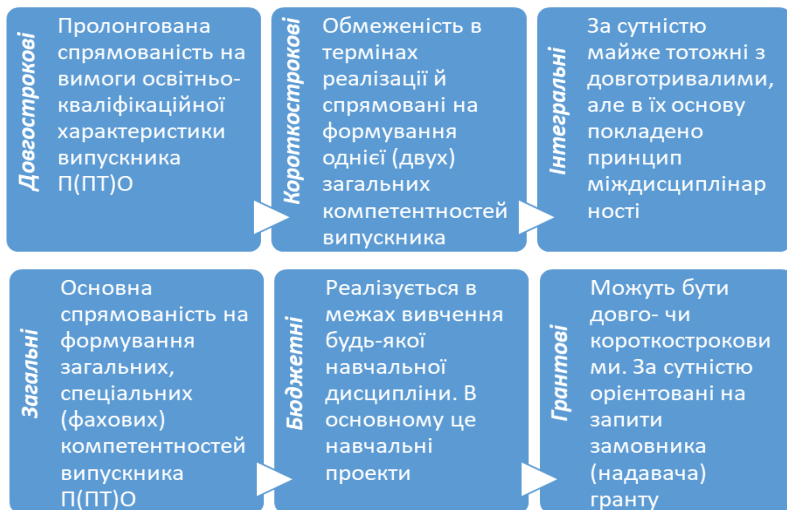 Довгострокові
Пролонгована
спрямованість на
вимоги освітньо-
кваліфікаційної
характеристики
випускника
П(ПТ)О
Короткострокові
Обмеженість в
термінах
реалізації й
спрямовані на
формування
однієї (двух)
загальних
компетентностей
випускника
Інтегральні
За сутністю
майже тотожні з
довготривалими,
але в їх основу
покладено
принцип
міждисциплінар
ності
Загальні
Основна
спрямованість на
формування
загальних,
спеціальних
(фахових)
компетентностей
випускника
П(ПТ)О
Бюджетні
Реалізується в
межах вивчення
будь-якої
навчальної
дисципліни. В
основному це
навчальні
проекти
Грантові
Можуть бути
довго- чи
короткострокови
ми. За сутністю
орієнтовані на
запити
замовника
(надавача)
гранту